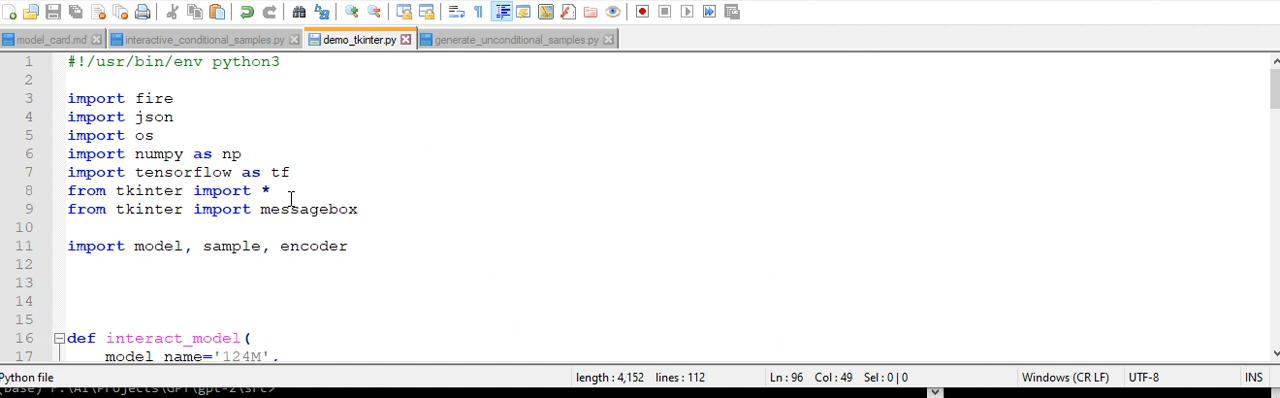 model_card.md interactive_conditional_samples.py demo_tkinter.py generate_unconditional_samples.py
1 #!/usr/bin/env python3
2
3 import fire
4 import json
5 import os
6 import numpy as np
7 import tensorflow as tf
8 from tkinter import *
9 from tkinter import messagebox
10
11 import model, sample, encoder
12
13
14
15
16 def interact_model(
17 model_name='124M',
Python file length : 4,152 lines : 112 Ln : 96 Col : 49 Sel : 0 | 0 Windows (CR LF) UTF-8 INS